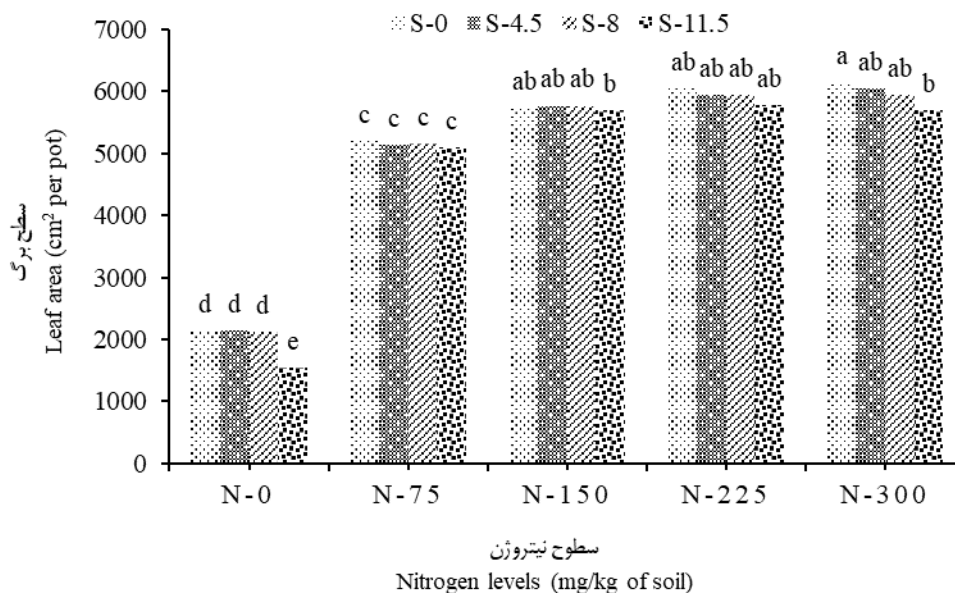 S-0 S-4.5 S-8 S-11.5
7000
6000
5000
4000
3000
2000
1000
0
d d d e
c c c c
ab ab ab b
ab ab ab ab
a ab ab b
N-0 N-75 N-150 N-225 N-300
سطح برگ
Leaf area (cm² per pot)
سطوح نیتروژن
Nitrogen levels (mg/kg of soil)